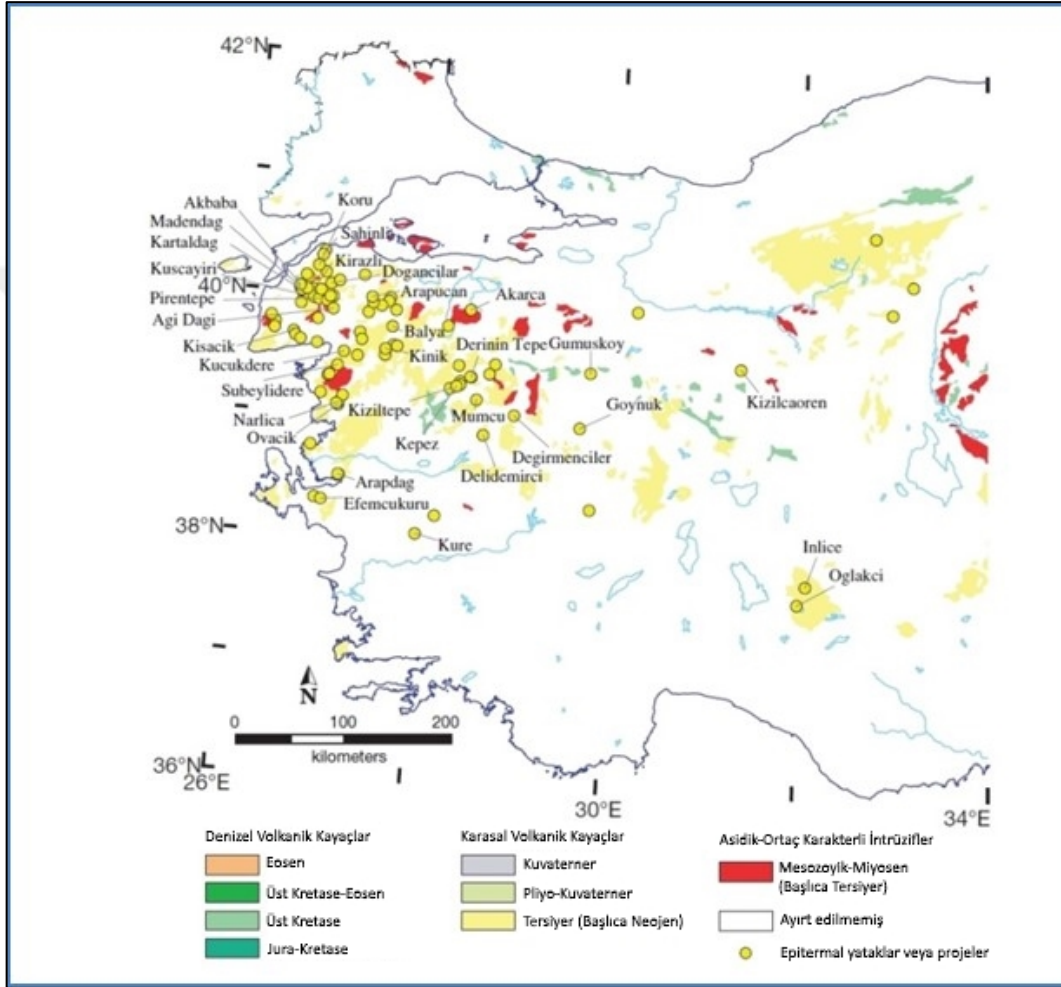 42°N
Akbaba
Koru
Madendag
Sahinli
Kartaldag
Kirazli
Kuscayiri
Dogancilar
40°N
Arapucan
Akarca
Pirentepe
Agi Dagi
Balya
Derinin Tepe
Gumuskoy
Kisacik
Kinik
Kucukdere
Subeylidere
Kizilcaoren
Kiziltepe
Goynuk
Narlica
Mumcu
Ovacik
Kepez
Degirmenciler
Delidemirci
Arapdag
Efemcukuru
38°N
Kure
Inlice
Oglakci
N
0 100 200
kilometers
36°N
26°E
30°E
34°E
Denizel Volkanik Kayaçlar
Eosen
Üst Kretase-Eosen
Üst Kretase
Jura-Kretase
Karasal Volkanik Kayaçlar
Kuvaterner
Pliyo-Kuvaterner
Tersiyer (Başlıca Neojen)
Asidik-Ortaç Karakterli İntrüzifler
Mesozoyik-Miyosen
(Başlıca Tersiyer)
Ayırt edilmemiş
Epitermal yataklar veya projeler